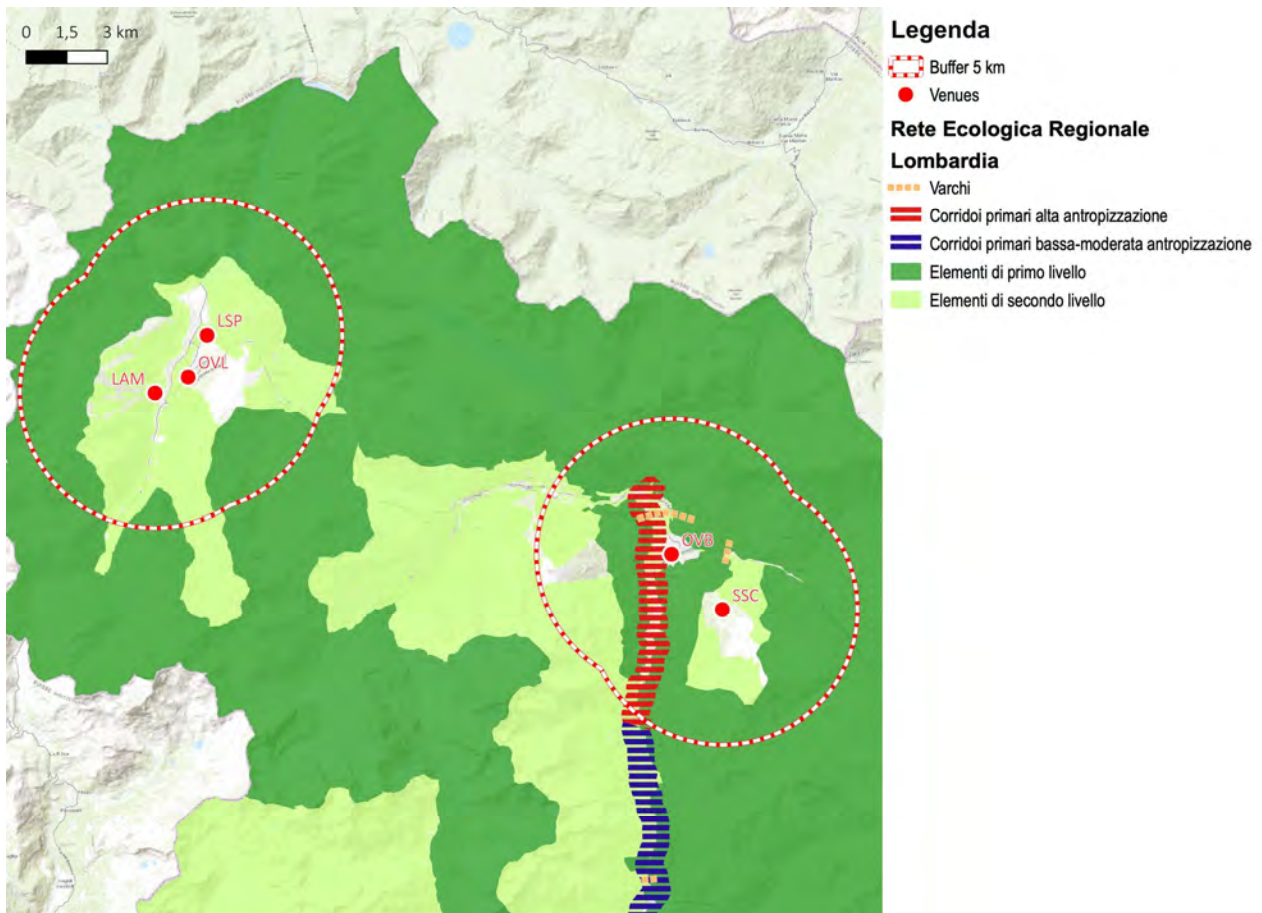 0 1,5 3 km
Legenda
Buffer 5 km
Venues
Rete Ecologica Regionale
Lombardia
Varchi
Corridoi primari alta antropizzazione
Corridoi primari bassa-moderata antropizzazione
Elementi di primo livello
Elementi di secondo livello
LSP
OVL
LAM
OVB
SSC